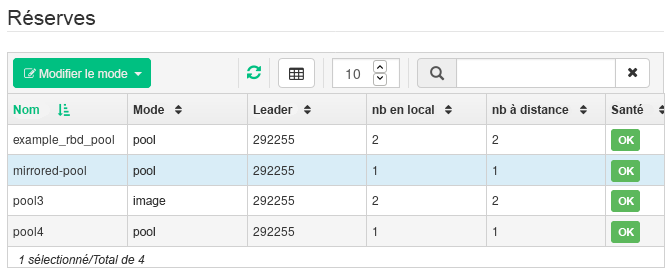 Réserves
Modifier le mode 10
Nom Mode Leader nb en local nb à distance Santé
example_rbd_pool pool 292255 2 2 OK
mirrored-pool pool 292255 1 1 OK
pool3 image 292255 2 2 OK
pool4 pool 292255 1 1 OK
1 sélectionné/Total de 4